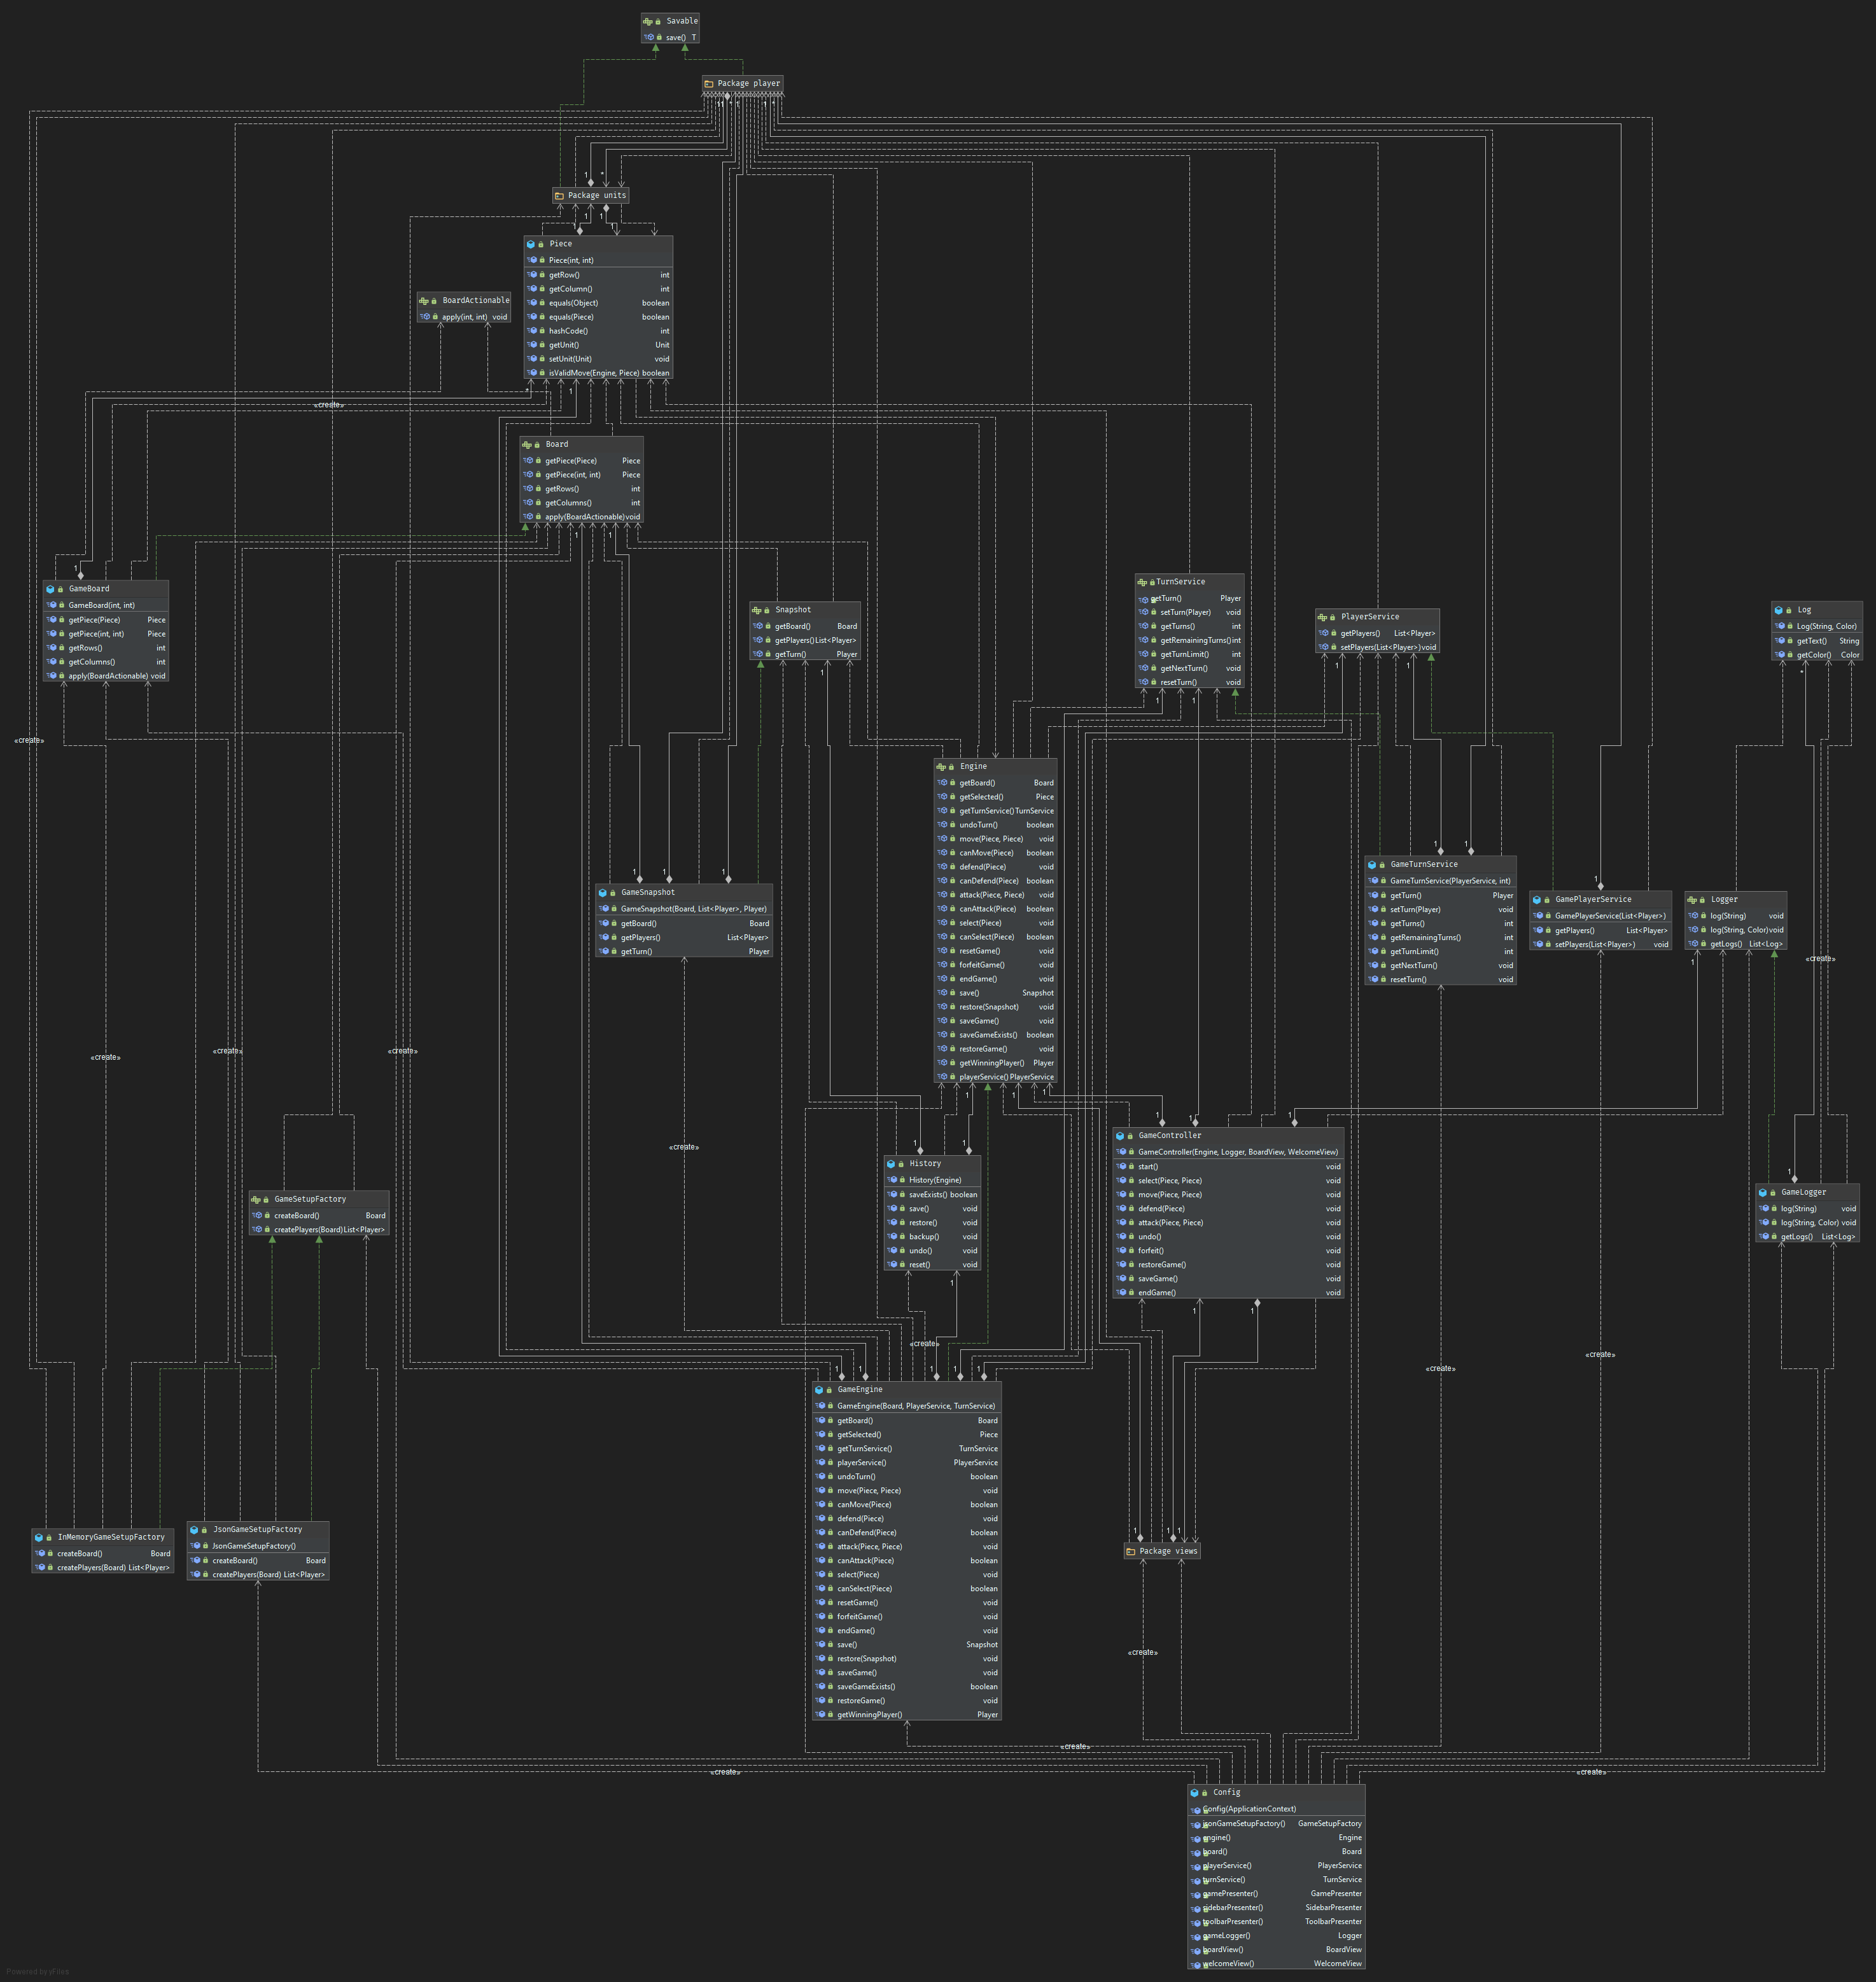 Savable
save() T
Package player
Package units
Piece
Piece(int, int)
getRow() int
getColumn() int
equals(Object) boolean
equals(Piece) boolean
hashCode() int
getUnit() Unit
setUnit(Unit) void
isValidMove(Engine, Piece) boolean
BoardActionable
apply(int, int) void
«create»
Board
getPiece(Piece) Piece
getPiece(int, int) Piece
getRows() int
getColumns() int
apply(BoardActionable) void
GameBoard
GameBoard(int, int)
getPiece(Piece) Piece
getPiece(int, int) Piece
getRows() int
getColumns() int
apply(BoardActionable) void
Snapshot
getBoard() Board
getPlayers() List<Player>
getTurn() Player
TurnService
getTurn() Player
setTurn(Player) void
getTurns() int
getRemainingTurns() int
getTurnLimit() int
getNextTurn() void
resetTurn() void
PlayerService
getPlayers() List<Player>
setPlayers(List<Player>) void
Log
Log(String, Color)
getText() String
getColor() Color
«create»
Engine
getBoard() Board
getSelected() Piece
getTurnService() TurnService
undoTurn() boolean
move(Piece, Piece) void
canMove(Piece) boolean
defend(Piece) void
canDefend(Piece) boolean
attack(Piece, Piece) void
canAttack(Piece) boolean
select(Piece) void
canSelect(Piece) boolean
resetGame() void
forfeitGame() void
endGame() void
save() Snapshot
restore(Snapshot) void
saveGame() void
saveGameExists() boolean
restoreGame() void
getWinningPlayer() Player
playerService() PlayerService
GameSnapshot
GameSnapshot(Board, List<Player>, Player)
getBoard() Board
getPlayers() List<Player>
getTurn() Player
GameTurnService
GameTurnService(PlayerService, int)
getTurn() Player
setTurn(Player) void
getTurns() int
getRemainingTurns() int
getTurnLimit() int
getNextTurn() void
resetTurn() void
GamePlayerService
GamePlayerService(List<Player>)
getPlayers() List<Player>
setPlayers(List<Player>) void
Logger
log(String) void
log(String, Color) void
getLogs() List<Log>
«create»
«create»
«create»
«create»
«create»
GameController
GameController(Engine, Logger, BoardView, WelcomeView)
start() void
select(Piece, Piece) void
move(Piece, Piece) void
defend(Piece) void
attack(Piece, Piece) void
undo() void
forfeit() void
restoreGame() void
saveGame() void
endGame() void
History
History(Engine)
saveExists() boolean
save() void
restore() void
backup() void
undo() void
reset() void
GameSetupFactory
createBoard() Board
createPlayers(Board) List<Player>
GameLogger
log(String) void
log(String, Color) void
getLogs() List<Log>
«create»
«create»
«create»
GameEngine
GameEngine(Board, PlayerService, TurnService)
getBoard() Board
getSelected() Piece
getTurnService() TurnService
playerService() PlayerService
undoTurn() boolean
move(Piece, Piece) void
canMove(Piece) boolean
defend(Piece) void
canDefend(Piece) boolean
attack(Piece, Piece) void
canAttack(Piece) boolean
select(Piece) void
canSelect(Piece) boolean
resetGame() void
forfeitGame() void
endGame() void
save() Snapshot
restore(Snapshot) void
saveGame() void
saveGameExists() boolean
restoreGame() void
getWinningPlayer() Player
InMemoryGameSetupFactory
createBoard() Board
createPlayers(Board) List<Player>
JsonGameSetupFactory
JsonGameSetupFactory()
createBoard() Board
createPlayers(Board) List<Player>
Package views
«create»
«create»
«create»
«create»
Config
Config(ApplicationContext)
jsonGameSetupFactory() GameSetupFactory
engine() Engine
board() Board
playerService() PlayerService
turnService() TurnService
gamePresenter() GamePresenter
sidebarPresenter() SidebarPresenter
toolbarPresenter() ToolbarPresenter
gameLogger() Logger
boardView() BoardView
welcomeView() WelcomeView
Powered by yFiles